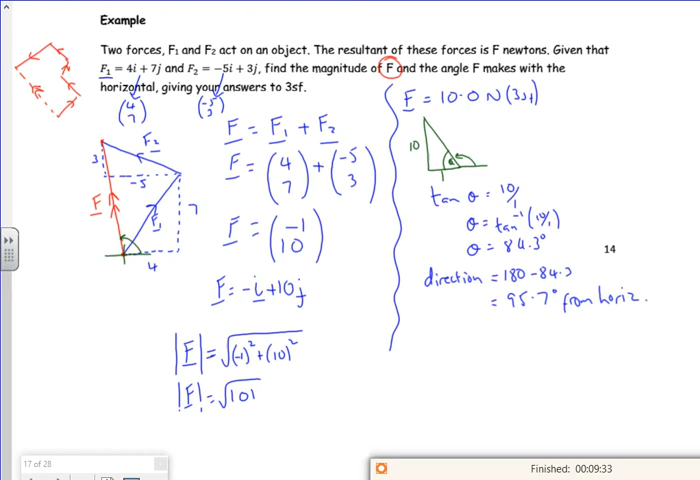 Example
Two forces, F₁ and F₂ act on an object. The resultant of these forces is F newtons. Given that
F₁ = 4i + 7j and F₂ = −5i + 3j, find the magnitude of F and the angle F makes with the
horizontal, giving your answers to 3sf.
(4
7)
(-5
3)
F₂
3
-5
F
F₁
7
4
F = F₁ + F₂
F = (4
7) + (-5
3)
F = (-1
10)
F = -i + 10j
|F| = √(-1)² + (10)²
|F| = √101
F = 10.0 N (3sf)
10
1
tan θ = 10/1
θ = tan⁻¹(10/1)
θ = 84.3°
direction = 180 - 84.3
= 95.7° from horiz.
14
17 of 28
Finished: 00:09:33